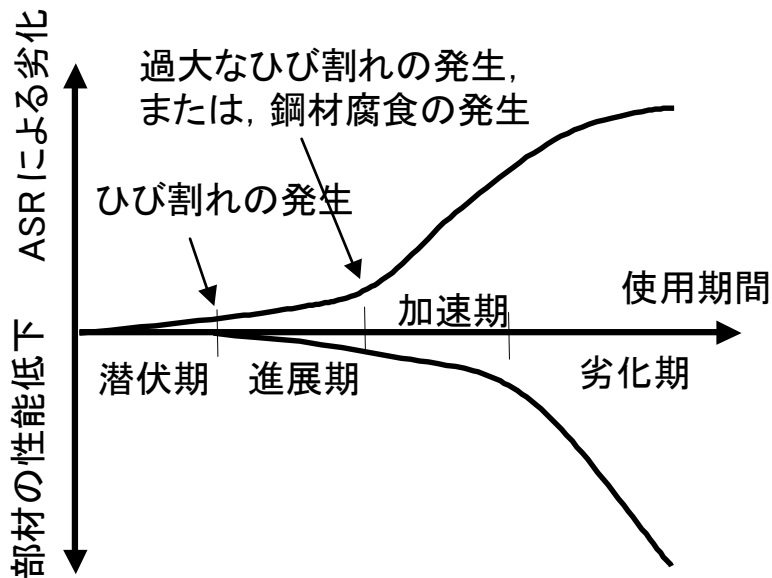 ASRによる劣化
過大なひび割れの発生,
または, 鋼材腐食の発生
ひび割れの発生
使用期間
加速期
潜伏期
進展期
劣化期
部材の性能低下